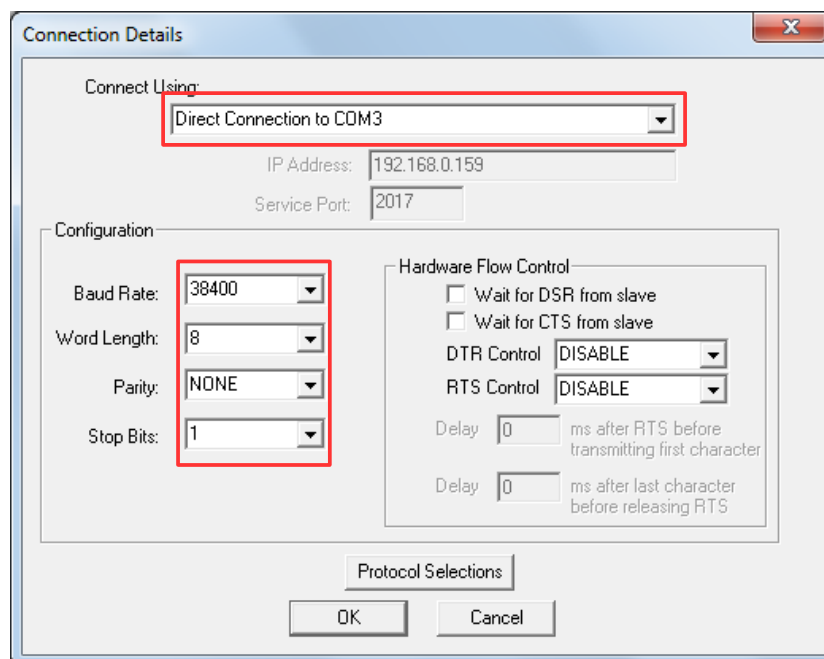 Connection Details
X
Connect Using:
Direct Connection to COM3
IP Address: 192.168.0.159
Service Port: 2017
Configuration
Baud Rate: 38400
Word Length: 8
Parity: NONE
Stop Bits: 1
Hardware Flow Control
Wait for DSR from slave
Wait for CTS from slave
DTR Control DISABLE
RTS Control DISABLE
Delay 0 ms after RTS before
transmitting first character
Delay 0 ms after last character
before releasing RTS
Protocol Selections
OK Cancel